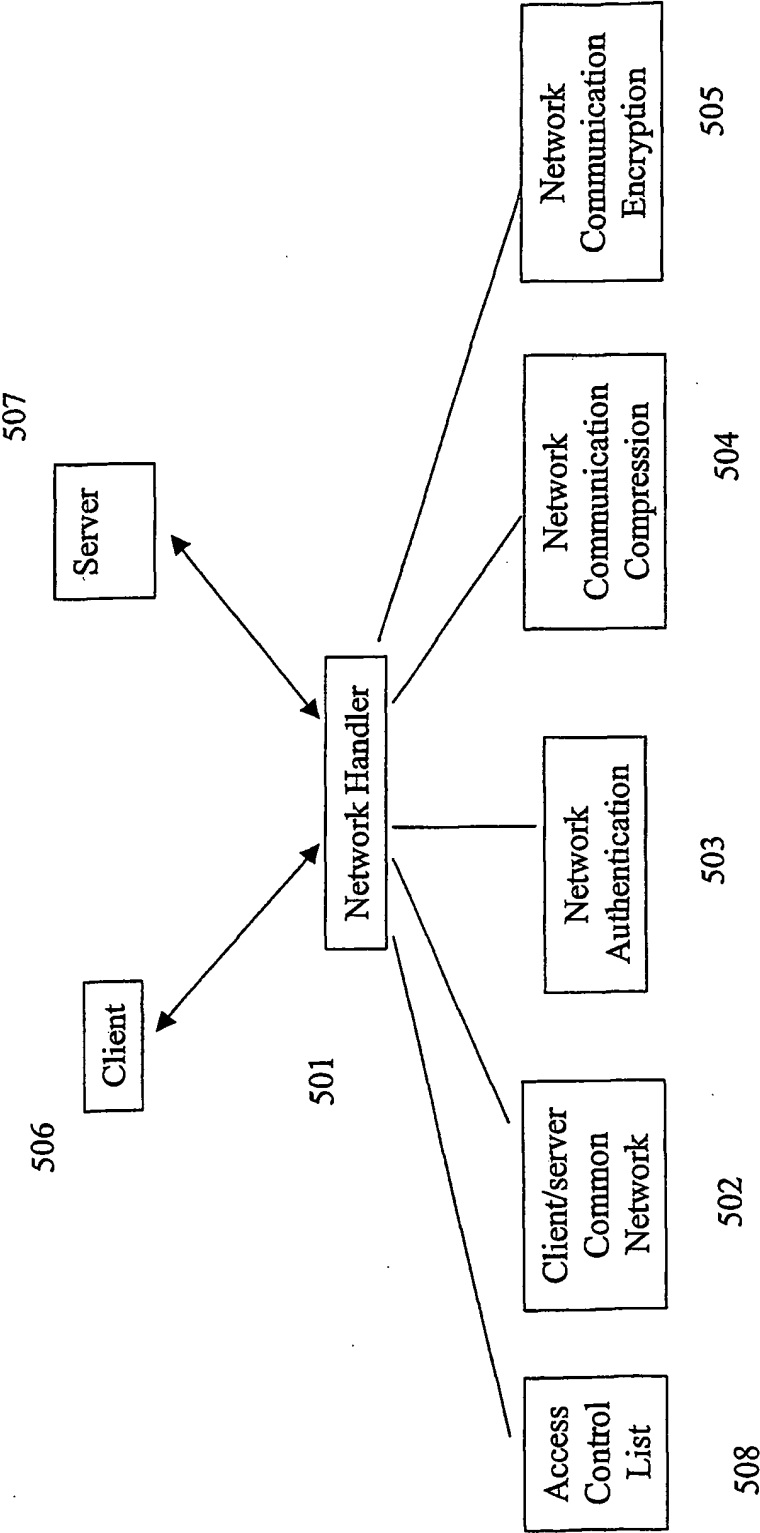 506
507
Client
Server
501
Network Handler
Access
Control
List
Client/server
Common
Network
Network
Authentication
Network
Communication
Compression
Network
Communication
Encryption
508
502
503
504
505